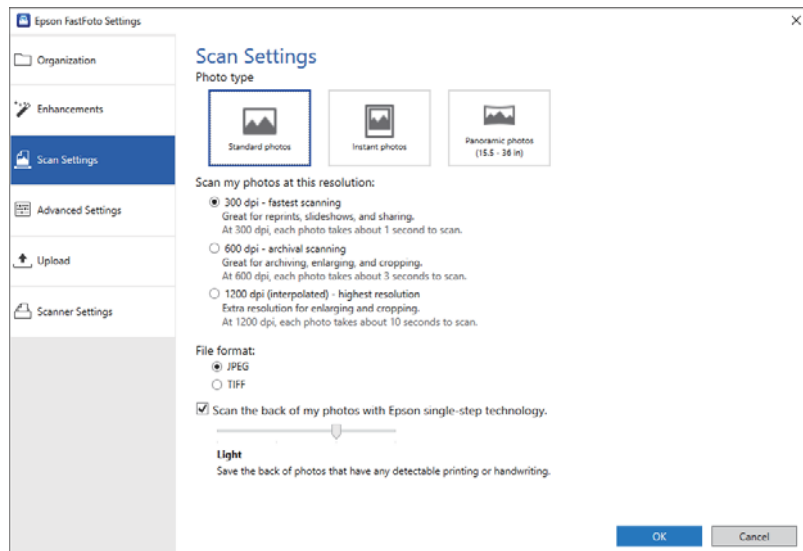 Epson FastFoto Settings
Organization
Enhancements
Scan Settings
Advanced Settings
Upload
Scanner Settings
Scan Settings
Photo type
Standard photos
Instant photos
Panoramic photos
(15.5 - 36 in)
Scan my photos at this resolution:
300 dpi - fastest scanning
Great for reprints, slideshows, and sharing.
At 300 dpi, each photo takes about 1 second to scan.
600 dpi - archival scanning
Great for archiving, enlarging, and cropping.
At 600 dpi, each photo takes about 3 seconds to scan.
1200 dpi (interpolated) - highest resolution
Extra resolution for enlarging and cropping.
At 1200 dpi, each photo takes about 10 seconds to scan.
File format:
JPEG
TIFF
Scan the back of my photos with Epson single-step technology.
Light
Save the back of photos that have any detectable printing or handwriting.
OK
Cancel